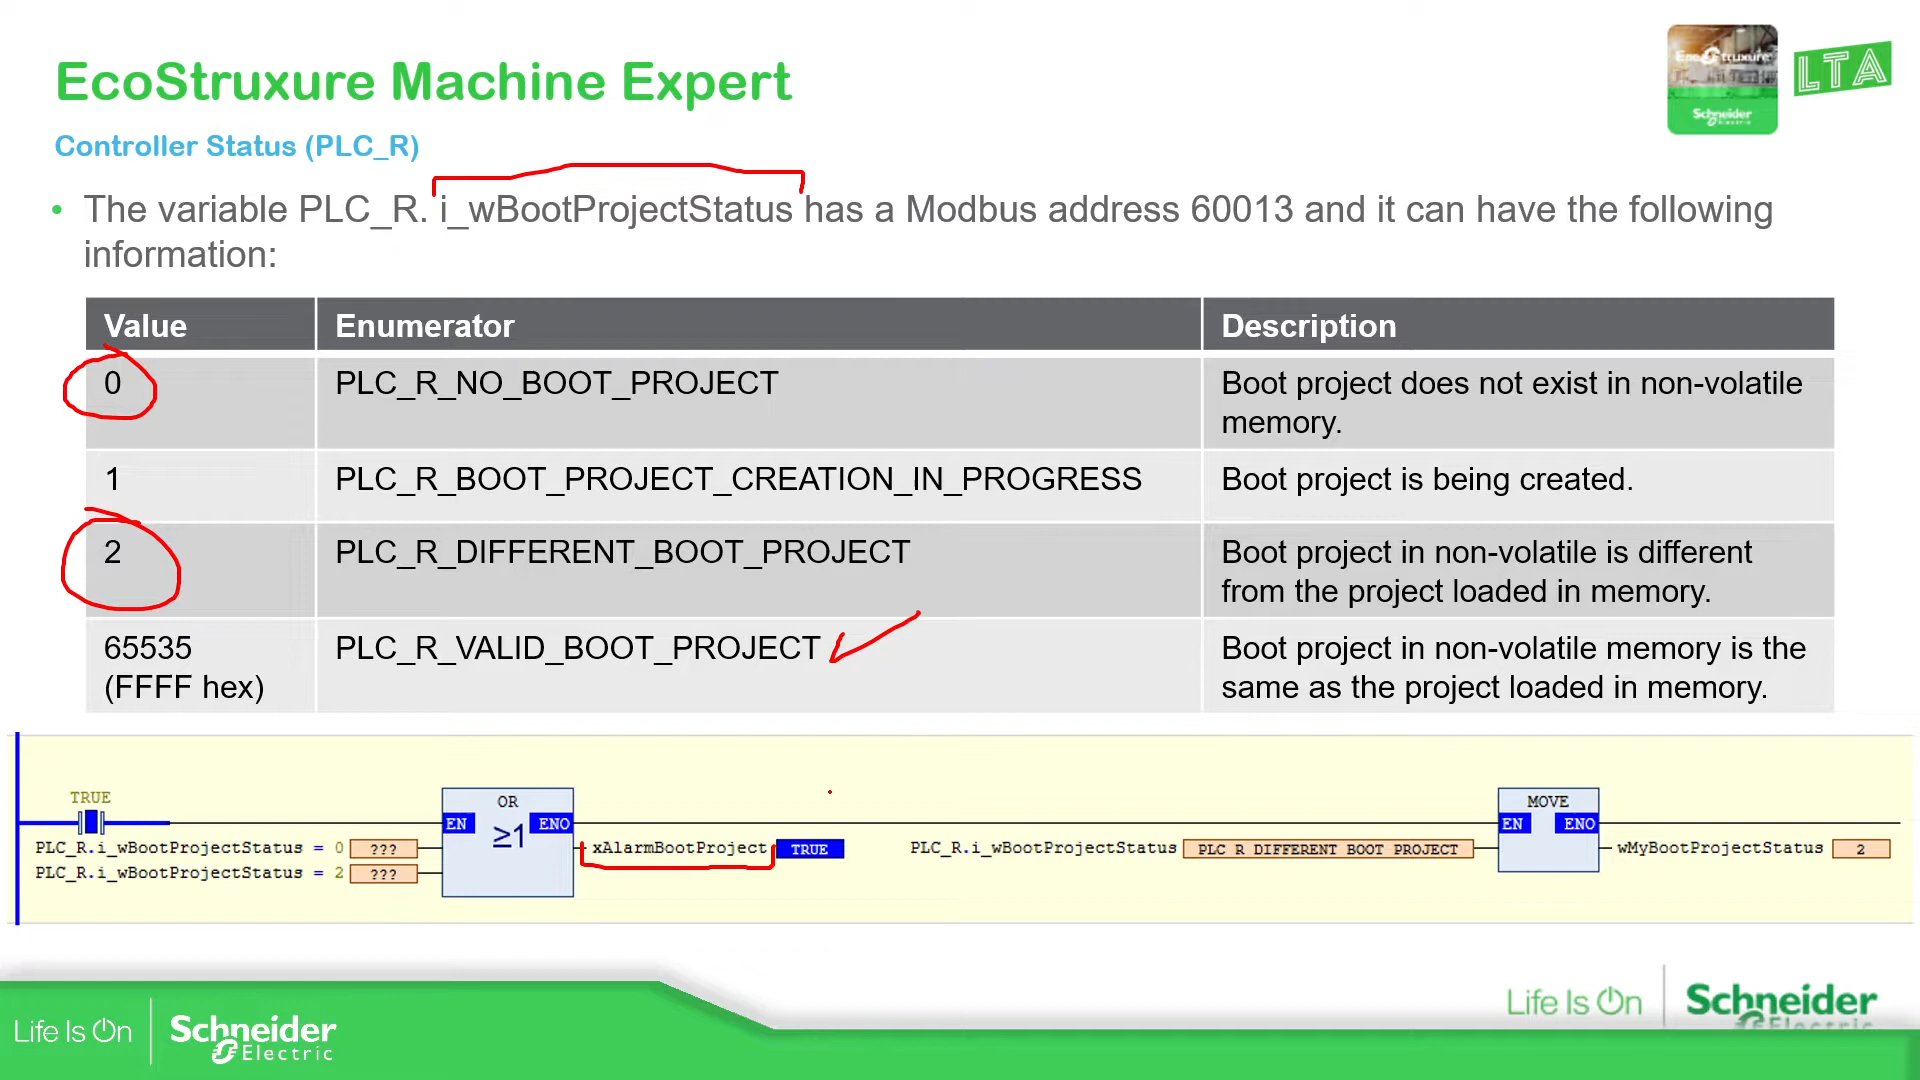 EcoStruxure Machine Expert
EcoStruxure
Schneider
Electric
LTA
Controller Status (PLC_R)
• The variable PLC_R. i_wBootProjectStatus has a Modbus address 60013 and it can have the following
information:
Value Enumerator Description
0 PLC_R_NO_BOOT_PROJECT Boot project does not exist in non-volatile
memory.
1 PLC_R_BOOT_PROJECT_CREATION_IN_PROGRESS Boot project is being created.
2 PLC_R_DIFFERENT_BOOT_PROJECT Boot project in non-volatile is different
from the project loaded in memory.
65535 PLC_R_VALID_BOOT_PROJECT Boot project in non-volatile memory is the
(FFFF hex) same as the project loaded in memory.
TRUE OR MOVE
EN ≥1 ENO EN ENO
PLC_R.i_wBootProjectStatus = 0 ??? xAlarmBootProject TRUE PLC_R.i_wBootProjectStatus PLC_R_DIFFERENT_BOOT_PROJECT wMyBootProjectStatus 2
PLC_R.i_wBootProjectStatus = 2 ???
Life Is On Schneider
Electric
Life Is On Schneider
Electric